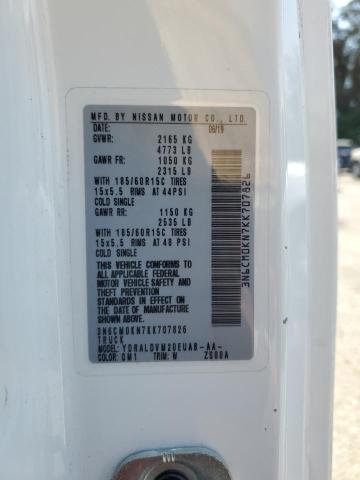 MFD. BY NISSAN MOTOR CO., LTD.
DATE: 06/19
GVWR: 2165 KG
4773 LB
GAWR FR: 1050 KG
2315 LB
WITH 185/60R15C TIRES
15x5.5 RIMS AT 44PSI
COLD SINGLE
GAWR RR: 1150 KG
2535 LB
WITH 185/60R15C TIRES
15x5.5 RIMS AT 48 PSI
COLD SINGLE
THIS VEHICLE CONFORMS TO
ALL APPLICABLE FEDERAL
MOTOR VEHICLE SAFETY
AND THEFT PREVENTION
STANDARDS IN EFFECT ON
THE DATE OF MANUFACTURE
SHOWN ABOVE.
3N6CM0KN7KK707826
TRUCK
MODEL: YDRALDVM20EUAB-AA-
COLOR: QM1 TRIM: W Z000A
3N6CM0KN7KK707826